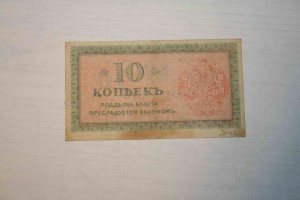 10
КОПѢЕКЪ
ПОДДѢЛКА БИЛЕТА
ПРЕСЛѢДУЕТСЯ ЗАКОНОМЪ.